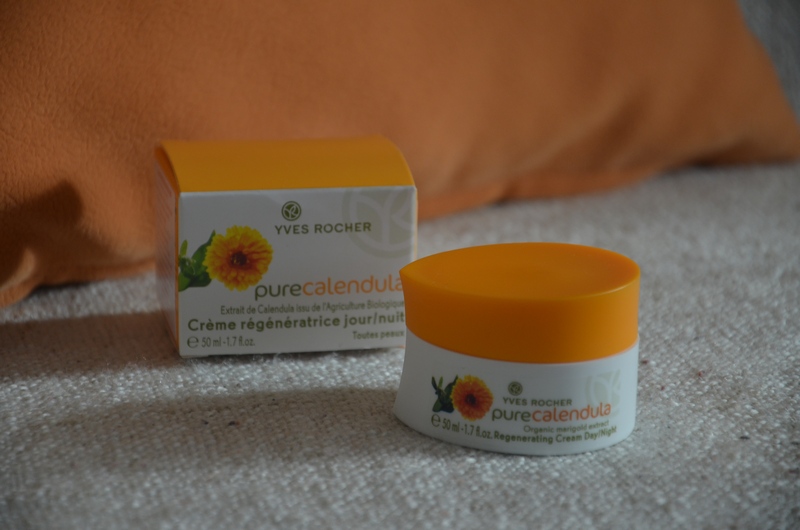 YVES ROCHER
purecalendula
Extrait de Calendula issu de l'Agriculture Biologique
Crème régénératrice jour/nuit
Toutes peaux
℮ 50 ml - 1.7 fl.oz.
YVES ROCHER
purecalendula
Organic marigold extract
℮ 50 ml - 1.7 fl.oz. Regenerating Cream Day/Night